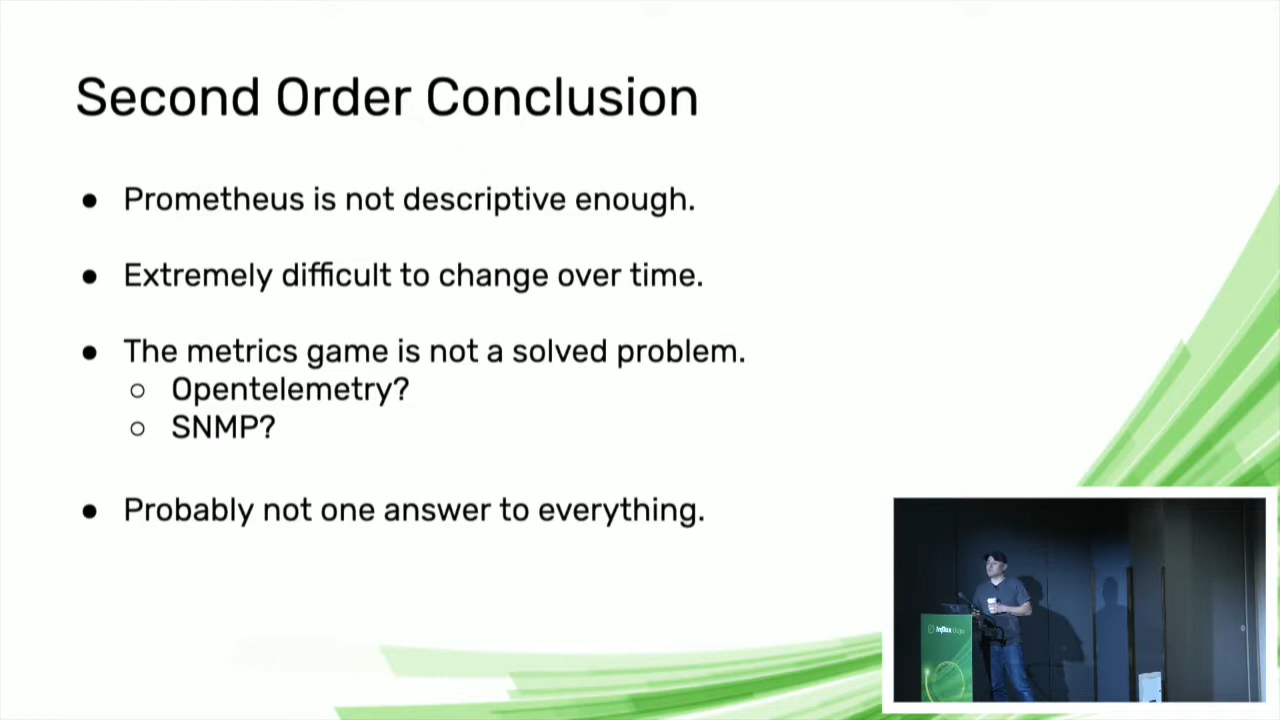 Second Order Conclusion
● Prometheus is not descriptive enough.
● Extremely difficult to change over time.
● The metrics game is not a solved problem.
○ Opentelemetry?
○ SNMP?
● Probably not one answer to everything.
influxdays